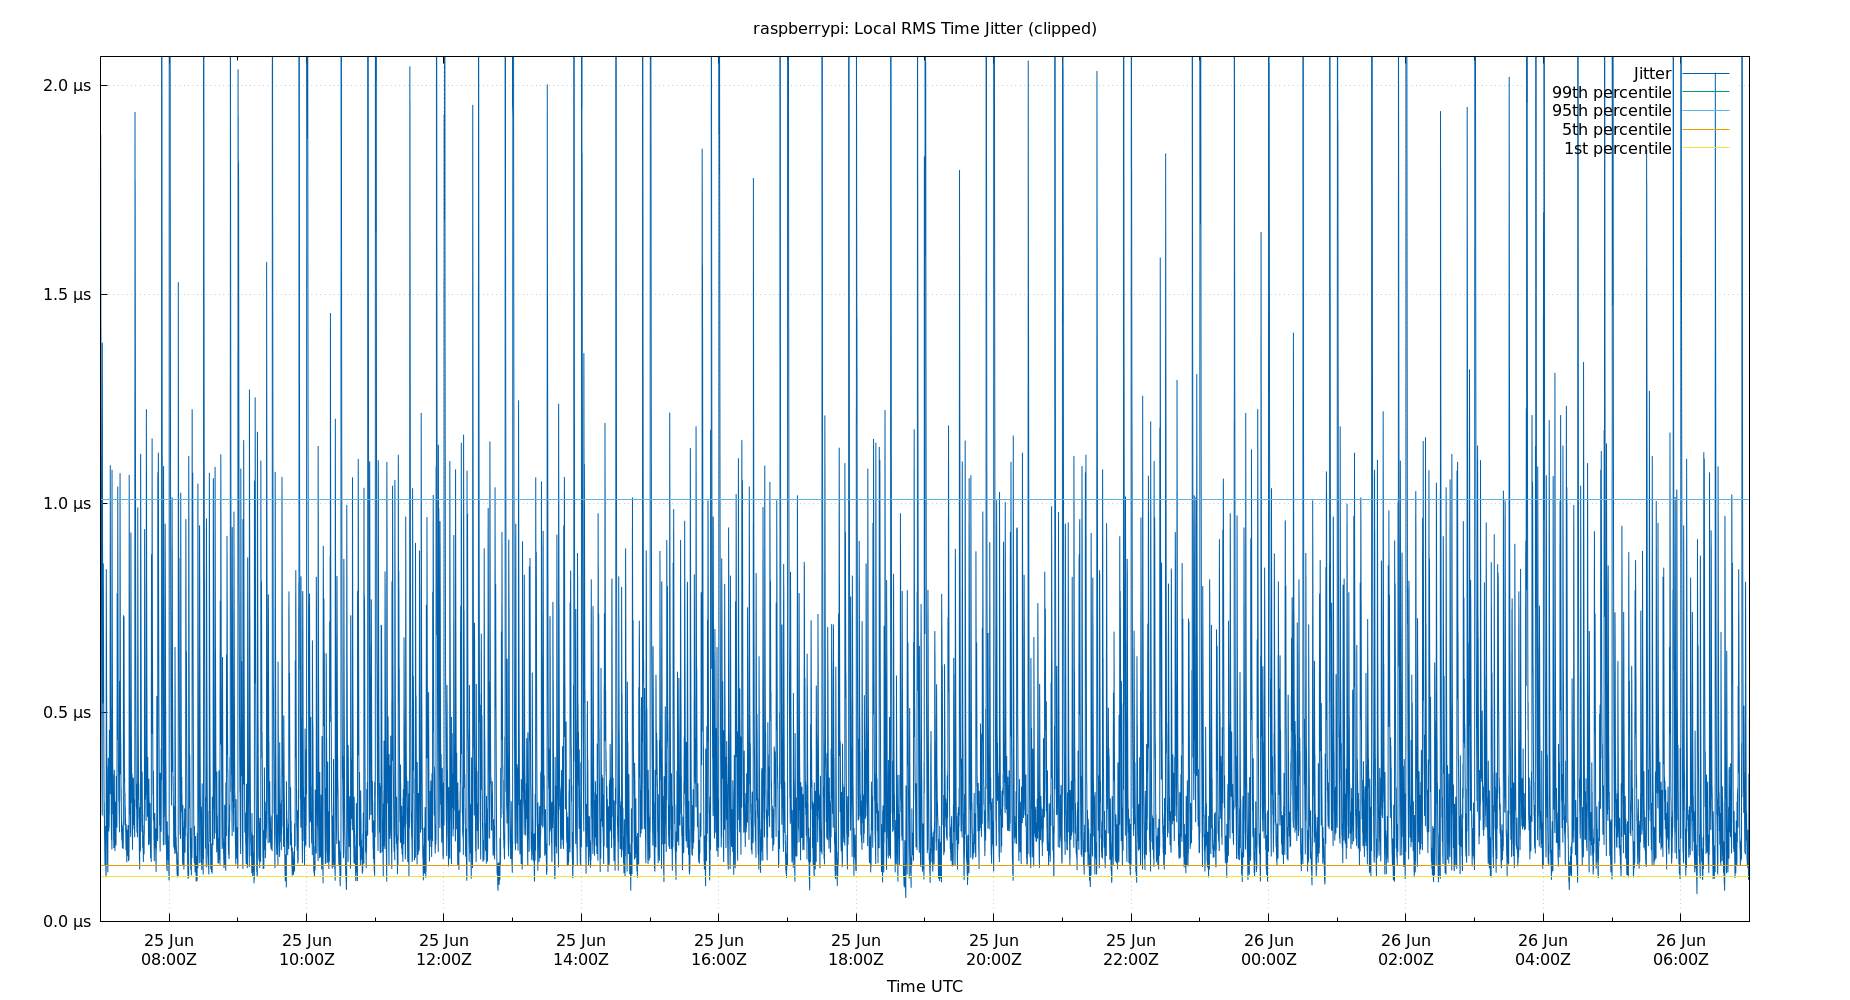 raspberrypi: Local RMS Time Jitter (clipped)
2.0 µs
1.5 µs
1.0 µs
0.5 µs
0.0 µs
Jitter
99th percentile
95th percentile
5th percentile
1st percentile
25 Jun 25 Jun 25 Jun 25 Jun 25 Jun 25 Jun 25 Jun 25 Jun 26 Jun 26 Jun 26 Jun 26 Jun
08:00Z 10:00Z 12:00Z 14:00Z 16:00Z 18:00Z 20:00Z 22:00Z 00:00Z 02:00Z 04:00Z 06:00Z
Time UTC